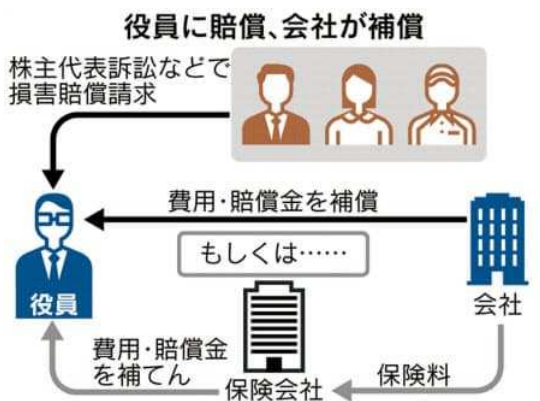 役員に賠償、会社が補償
株主代表訴訟などで
損害賠償請求
費用・賠償金を補償
もしくは……
役員
会社
費用・賠償金
を補てん
保険会社
保険料